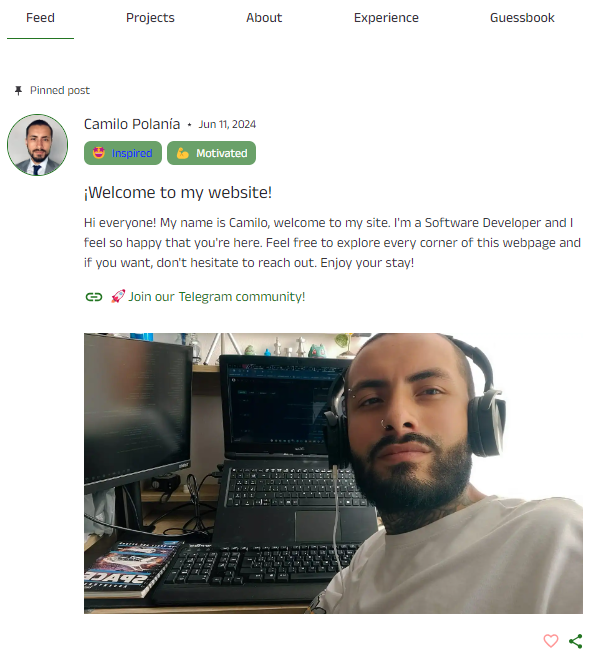 Feed Projects About Experience Guessbook
Pinned post
Camilo Polanía • Jun 11, 2024
Inspired Motivated
¡Welcome to my website!
Hi everyone! My name is Camilo, welcome to my site. I'm a Software Developer and I
feel so happy that you're here. Feel free to explore every corner of this webpage and
if you want, don't hesitate to reach out. Enjoy your stay!
Join our Telegram community!
SPACE